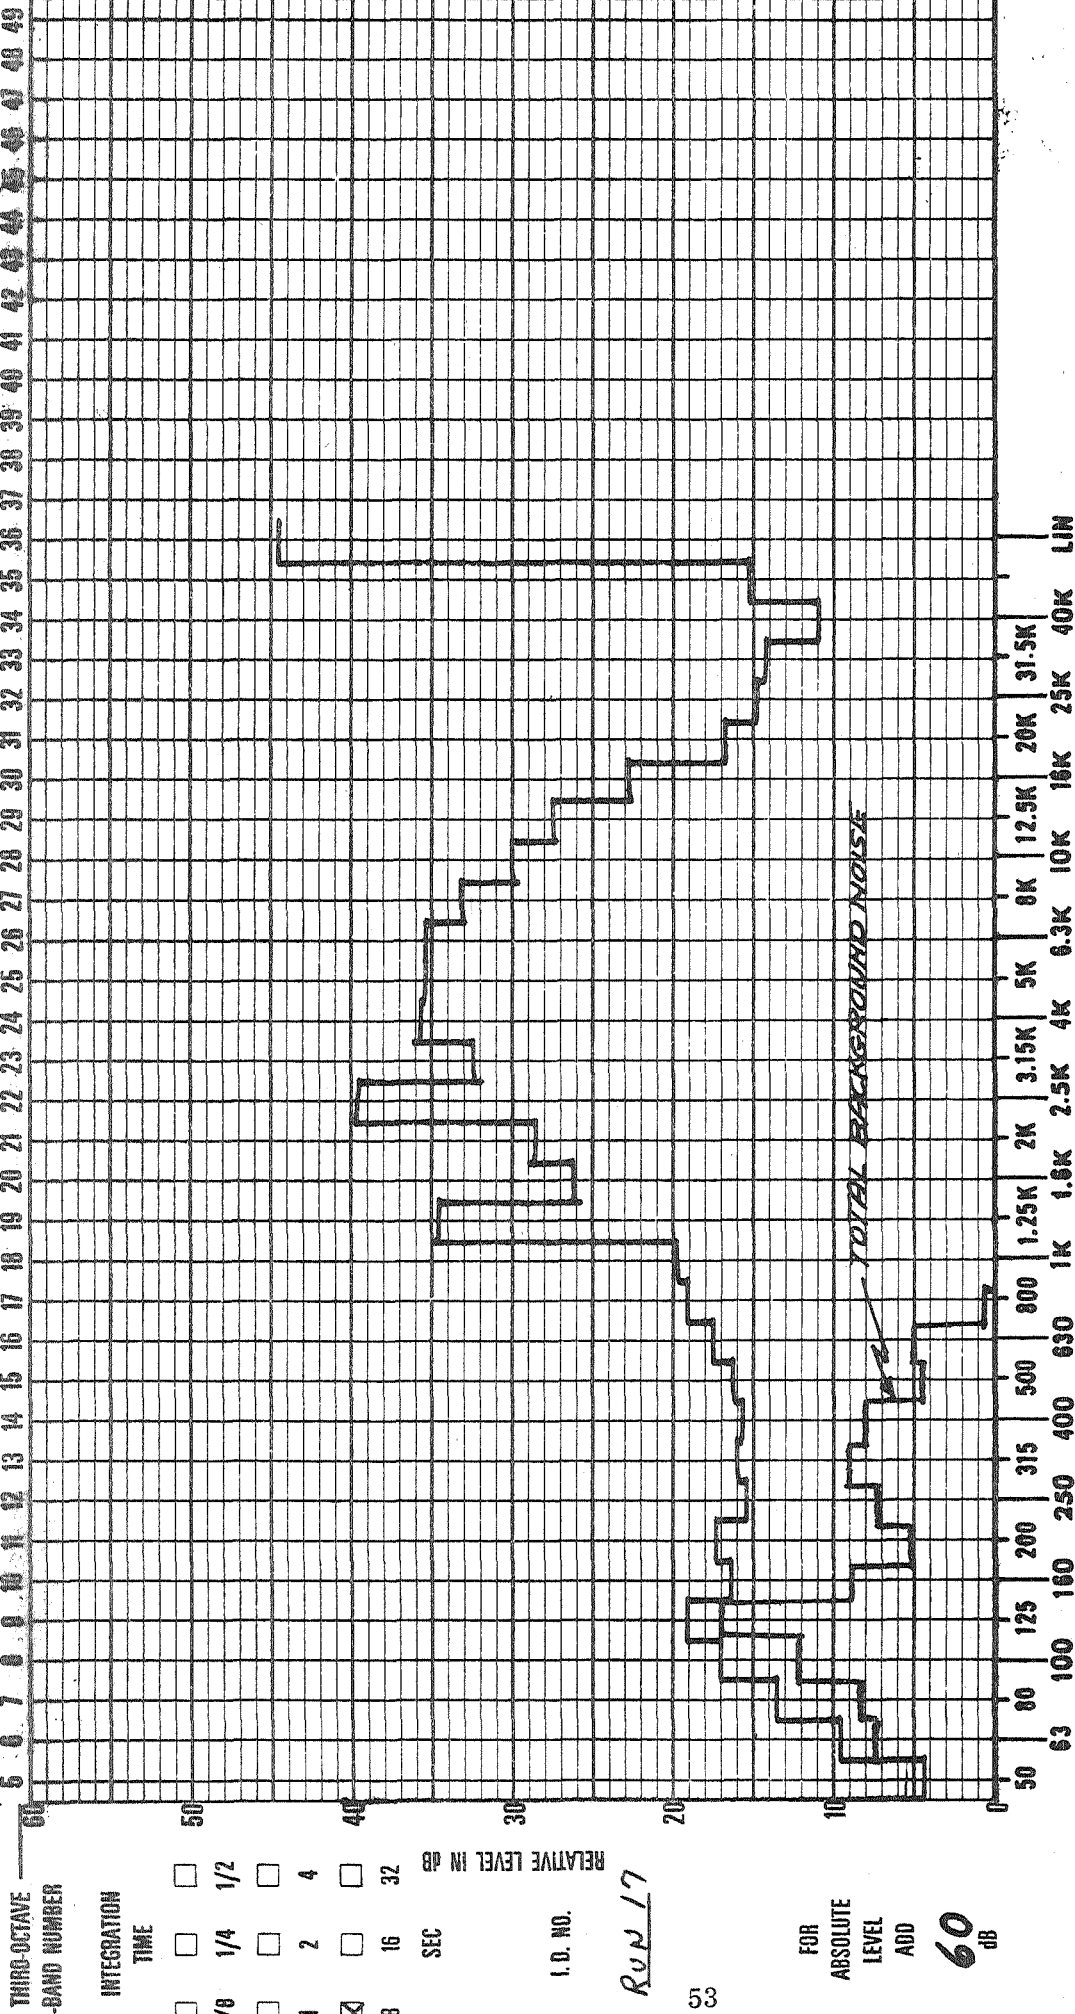 THIRD-OCTAVE
-BAND NUMBER
5 6 7 8 9 10 11 12 13 14 15 16 17 18 19 20 21 22 23 24 25 26 27 28 29 30 31 32 33 34 35 36 37 38 39 40 41 42 43 44 45 46 47 48 49
INTEGRATION
TIME
/8 1/4 1/2
1 2 4
8 16 32
SEC
RELATIVE LEVEL IN dB
60
50
40
30
20
10
0
I. D. NO.
RUN 17
FOR
ABSOLUTE
LEVEL
ADD
60
dB
TOTAL BACKGROUND NOISE
50 80 125 200 315 500 800 1.25K 2K 3.15K 5K 8K 12.5K 20K 31.5K
63 100 160 250 400 630 1K 1.6K 2.5K 4K 6.3K 10K 16K 25K 40K LIN
53